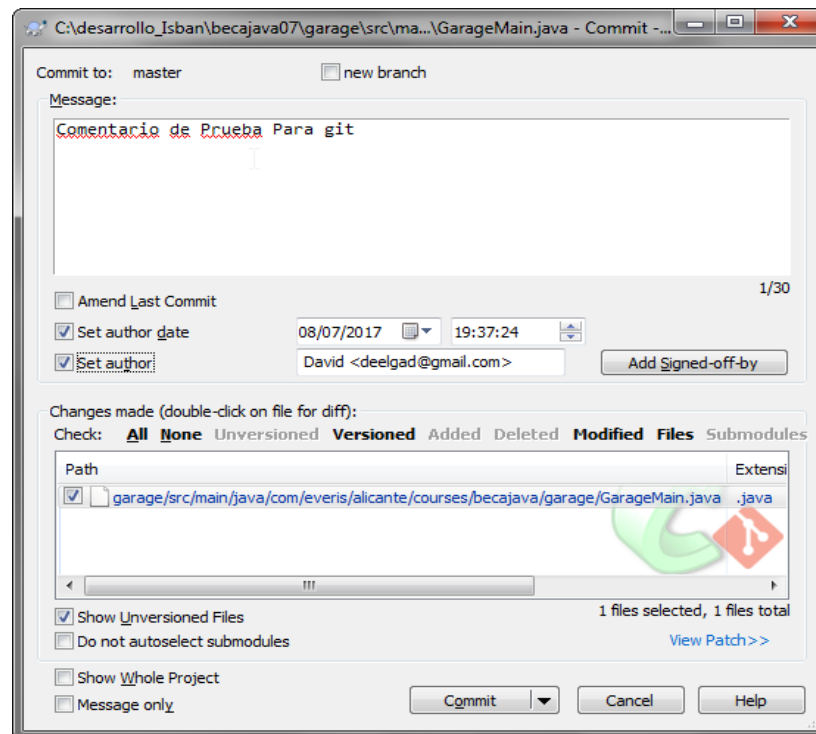 C:\desarrollo_Isban\becajava07\garage\src\ma...\GarageMain.java - Commit -...
Commit to: master new branch
Message:
Comentario de Prueba Para git
1/30
Amend Last Commit
Set author date 08/07/2017 19:37:24
Set author David <deelgad@gmail.com> Add Signed-off-by
Changes made (double-click on file for diff):
Check: All None Unversioned Versioned Added Deleted Modified Files Submodules
Path Extensi
garage/src/main/java/com/everis/alicante/courses/becajava/garage/GarageMain.java .java
Show Unversioned Files 1 files selected, 1 files total
Do not autoselect submodules View Patch>>
Show Whole Project
Message only Commit Cancel Help